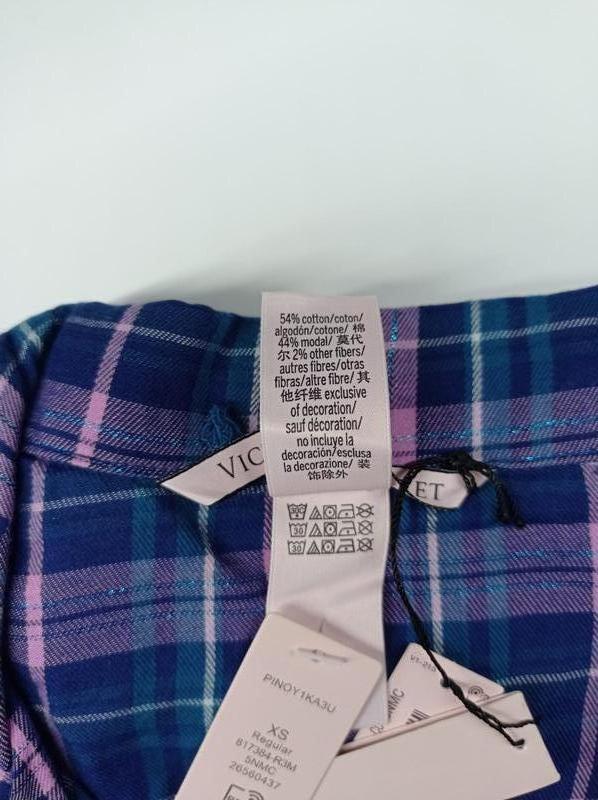 54% cotton/coton/
algodón/cotone/ 棉
44% modal/ 莫代
尔 2% other fibers/
autres fibres/otras
fibras/altre fibre/ 其
他纤维 exclusive
of decoration/
sauf décoration/
no incluye la
decoración/esclusa
la decorazione/ 装
饰除外
VIC
ET
30
30
PINOY1KA3U
XS
Regular
817384-R3M
5NMC
26560437